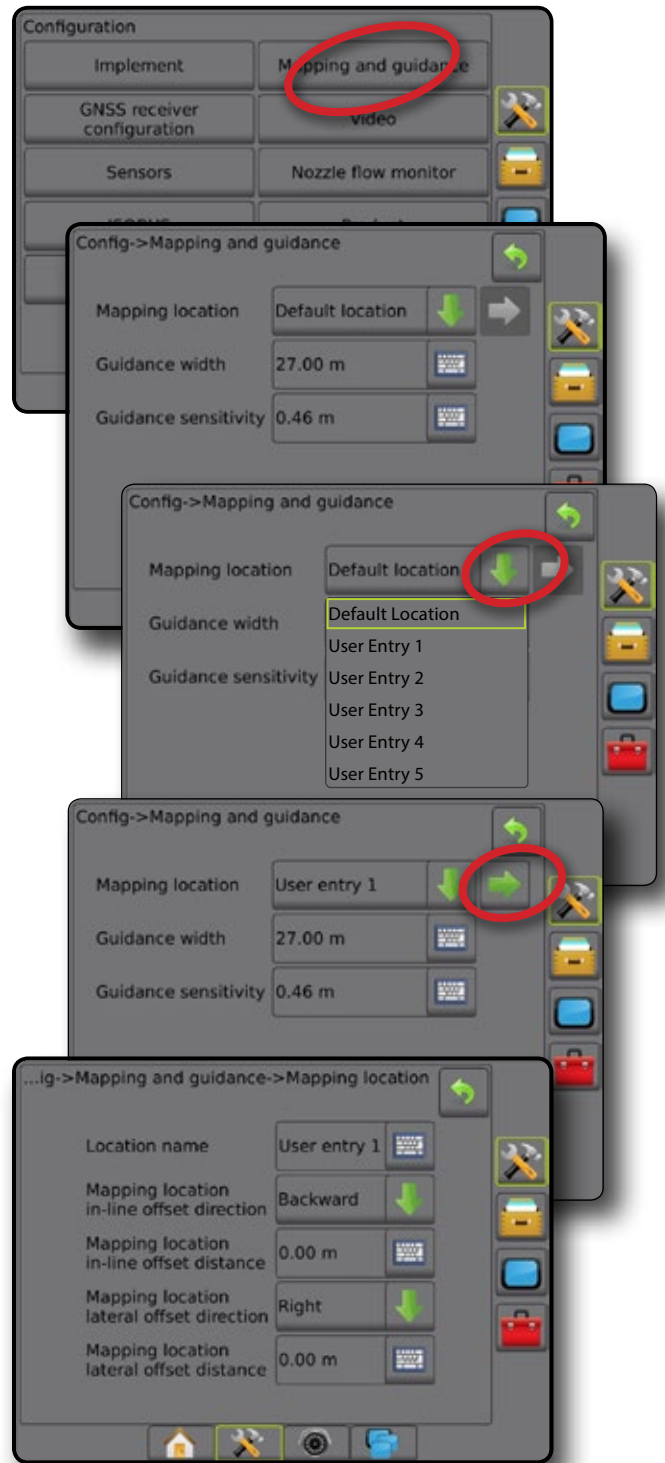 Configuration
Implement
Mapping and guidance
GNSS receiver
configuration
Video
Sensors
Nozzle flow monitor
Config->Mapping and guidance
Mapping location
Default location
Guidance width
27.00 m
Guidance sensitivity
0.46 m
Config->Mapping and guidance
Mapping location
Default location
Guidance width
Guidance sensitivity
Default Location
User Entry 1
User Entry 2
User Entry 3
User Entry 4
User Entry 5
Config->Mapping and guidance
Mapping location
User entry 1
Guidance width
27.00 m
Guidance sensitivity
0.46 m
...ig->Mapping and guidance->Mapping location
Location name
User entry 1
Mapping location
in-line offset direction
Backward
Mapping location
in-line offset distance
0.00 m
Mapping location
lateral offset direction
Right
Mapping location
lateral offset distance
0.00 m